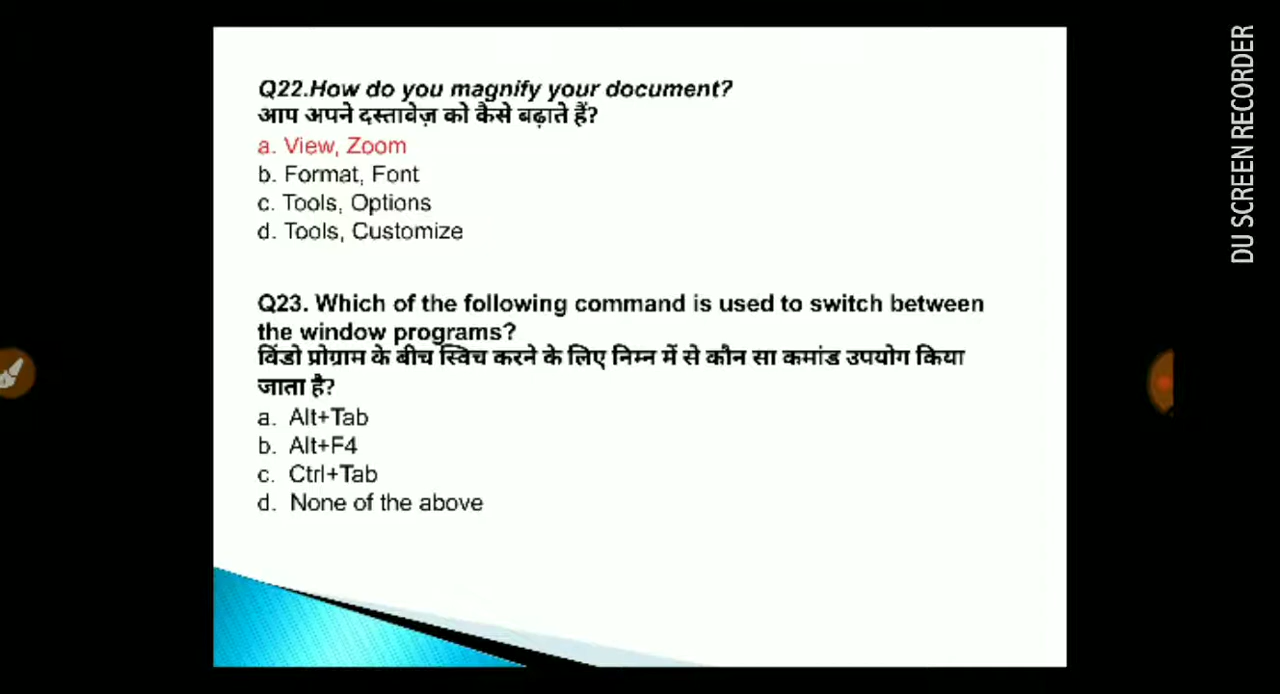 Q22.How do you magnify your document?
आप अपने दस्तावेज़ को कैसे बढ़ाते हैं?
a. View, Zoom
b. Format, Font
c. Tools, Options
d. Tools, Customize
Q23. Which of the following command is used to switch between
the window programs?
विंडो प्रोग्राम के बीच स्विच करने के लिए निम्न में से कौन सा कमांड उपयोग किया
जाता है?
a. Alt+Tab
b. Alt+F4
c. Ctrl+Tab
d. None of the above
DU SCREEN RECORDER